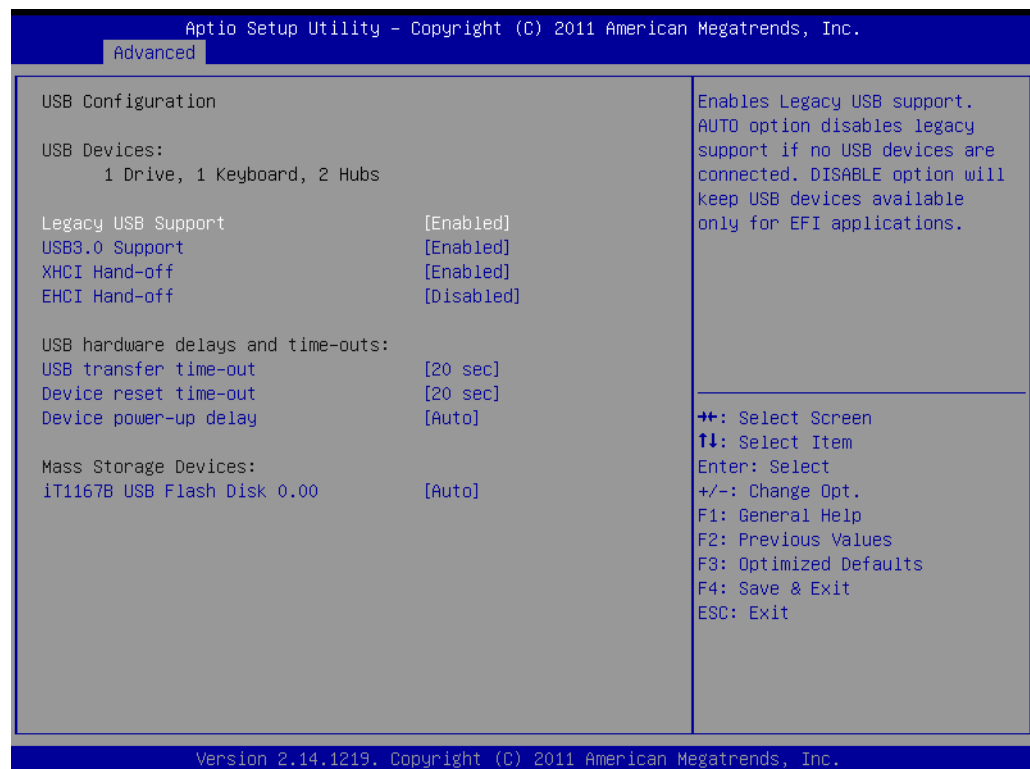 Aptio Setup Utility – Copyright (C) 2011 American Megatrends, Inc.
Advanced
USB Configuration
USB Devices:
1 Drive, 1 Keyboard, 2 Hubs
Legacy USB Support [Enabled]
USB3.0 Support [Enabled]
XHCI Hand-off [Enabled]
EHCI Hand-off [Disabled]
USB hardware delays and time-outs:
USB transfer time-out [20 sec]
Device reset time-out [20 sec]
Device power-up delay [Auto]
Mass Storage Devices:
iT1167B USB Flash Disk 0.00 [Auto]
Enables Legacy USB support.
AUTO option disables legacy
support if no USB devices are
connected. DISABLE option will
keep USB devices available
only for EFI applications.
→←: Select Screen
↑↓: Select Item
Enter: Select
+/-: Change Opt.
F1: General Help
F2: Previous Values
F3: Optimized Defaults
F4: Save & Exit
ESC: Exit
Version 2.14.1219. Copyright (C) 2011 American Megatrends, Inc.